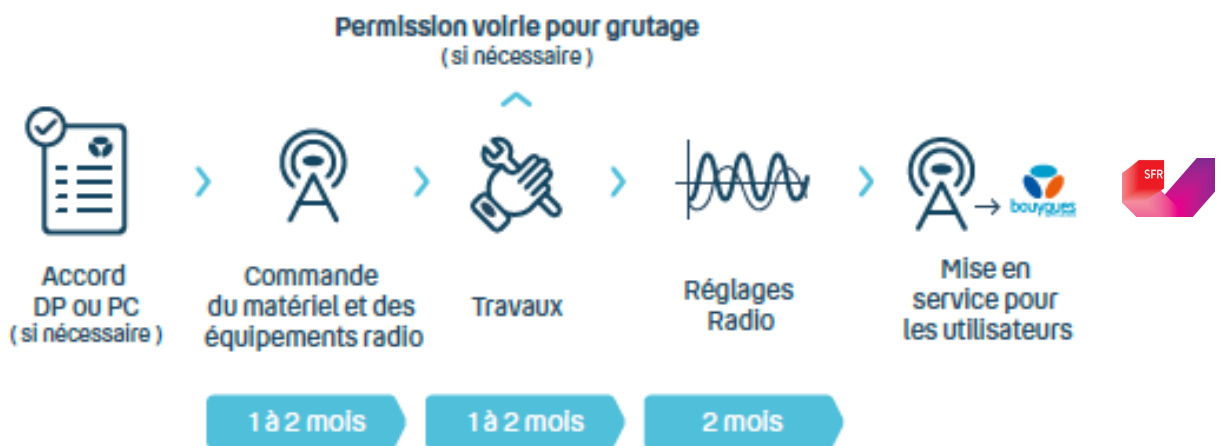 Permission voirie pour grutage
( si nécessaire )
Accord
DP ou PC
( si nécessaire )
Commande
du matériel et des
équipements radio
Travaux
Réglages
Radio
bouygues
SFR
Mise en
service pour
les utilisateurs
1 à 2 mois
1 à 2 mois
2 mois